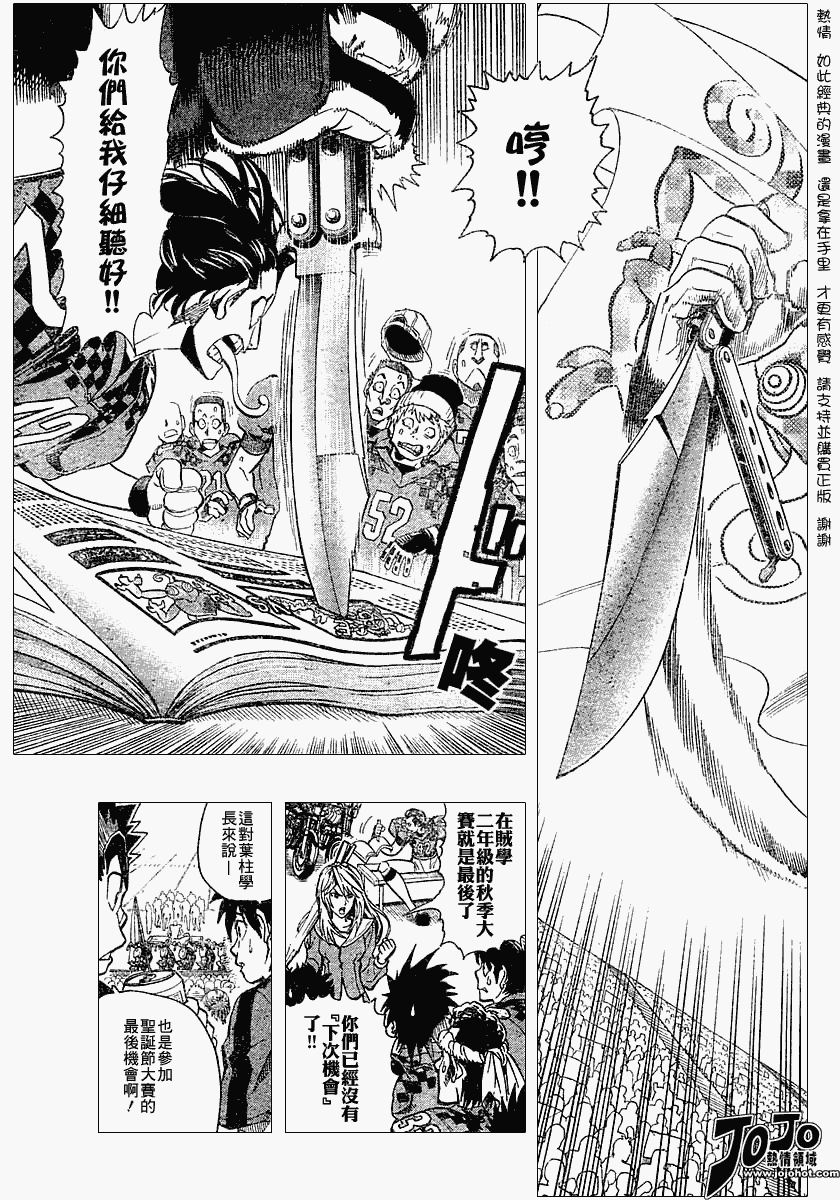 熱情 如此經典的漫畫 還是拿在手里 才更有感覺 請支持並購買正版 謝謝
哼!!
你們給我仔細聽好!!
咚
在賊學
二年級的秋季大
賽就是最後了
你們已經沒有
『下次機會』
了!!
這對葉柱學
長來說—
也是參加
聖誕節大賽的
最後機會啊!
52
21
JOJO
熱情領域
www.jojohot.com